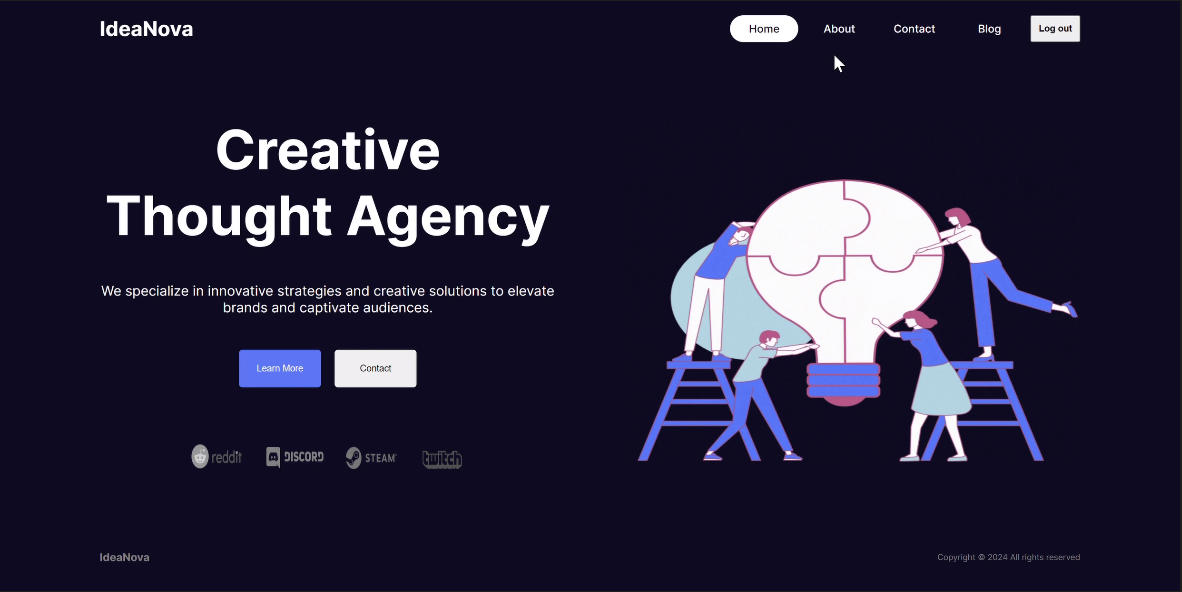 IdeaNova
Home About Contact Blog Log out
Creative
Thought Agency
We specialize in innovative strategies and creative solutions to elevate
brands and captivate audiences.
Learn More Contact
reddit DISCORD STEAM twitch
IdeaNova
Copyright © 2024 All rights reserved